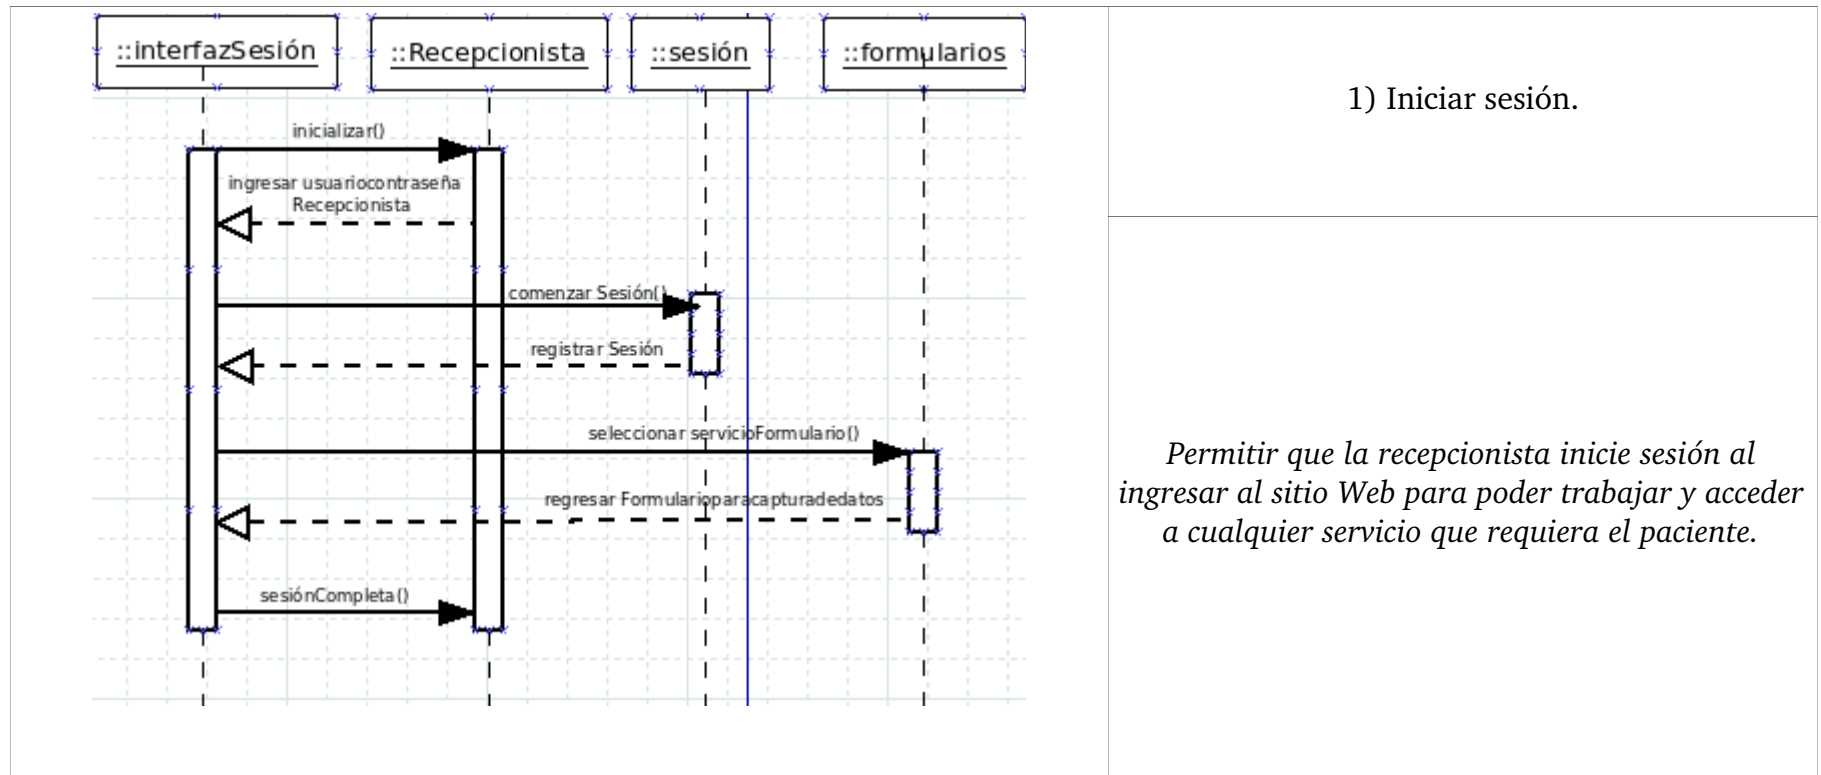 ::interfazSesión
::Recepcionista
::sesión
::formularios
inicializar()
ingresar usuariocontraseña
Recepcionista
comenzar Sesión()
registrar Sesión
seleccionar servicioFormulario()
regresar Formularioparacapturadedatos
sesiónCompleta()
1) Iniciar sesión.
Permitir que la recepcionista inicie sesión al
ingresar al sitio Web para poder trabajar y acceder
a cualquier servicio que requiera el paciente.